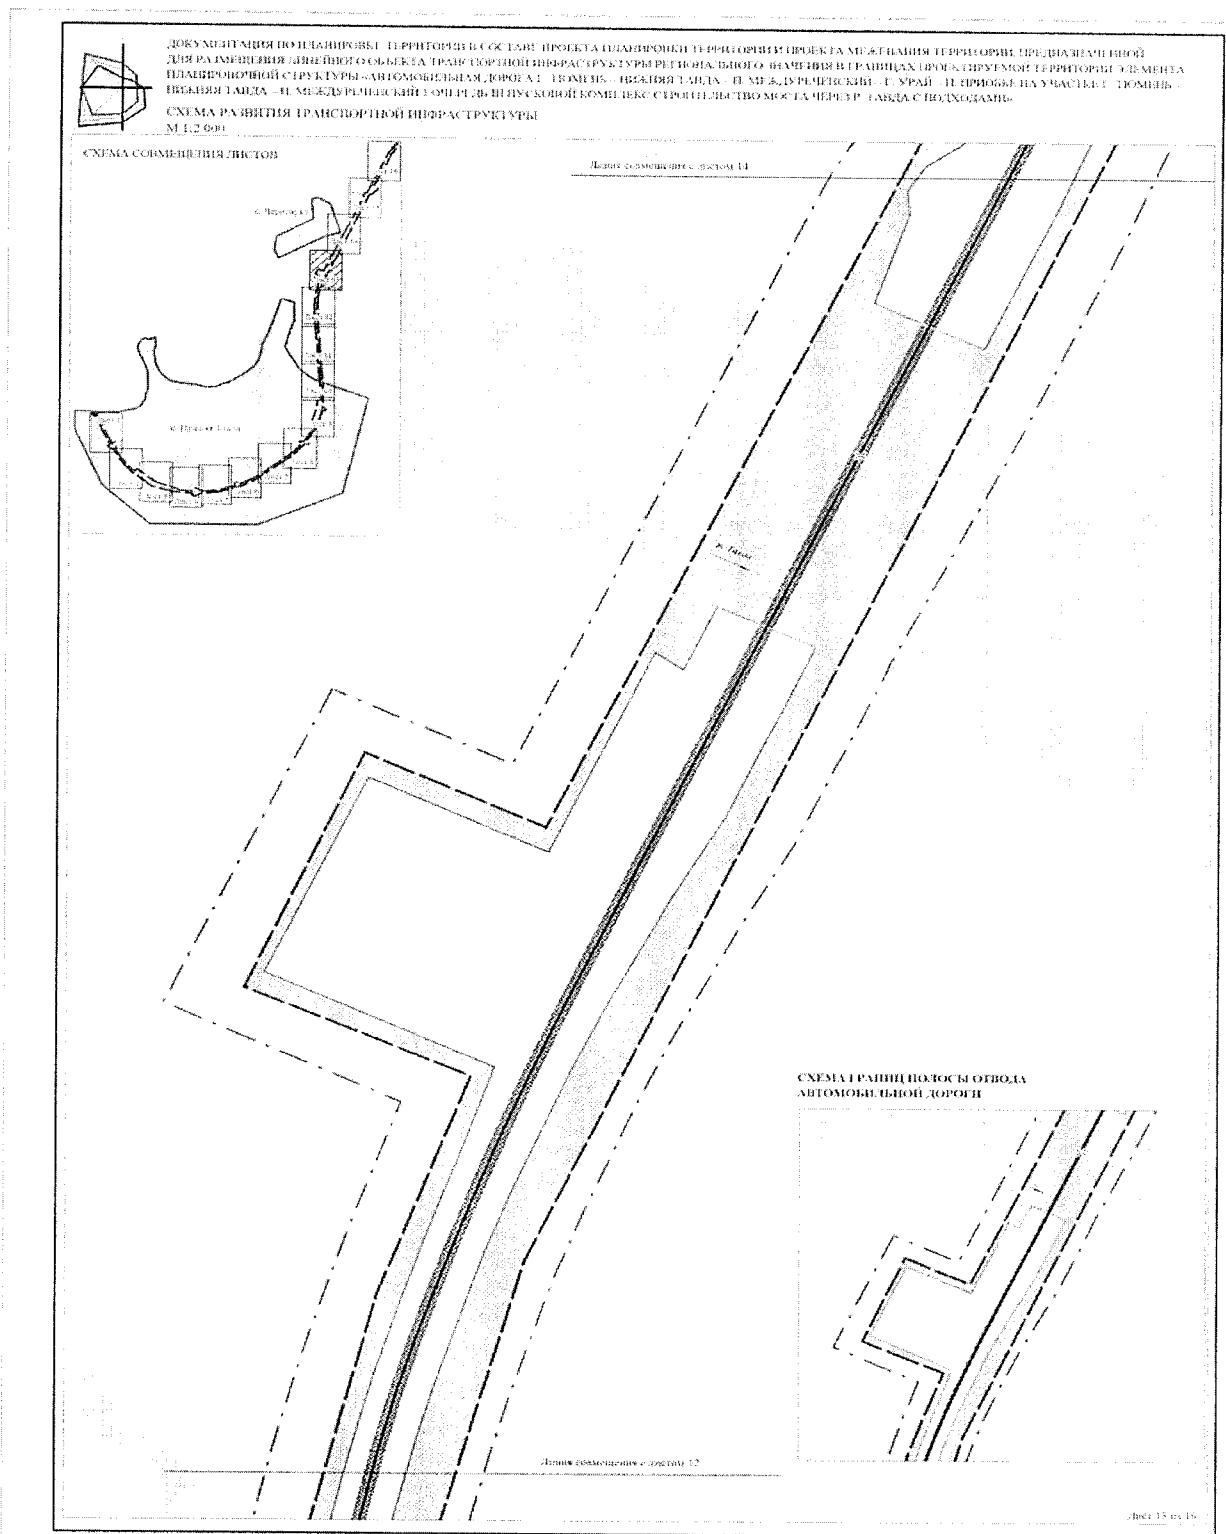 ДОКУМЕНТАЦИЯ ПО ПЛАНИРОВКЕ ТЕРРИТОРИИ В СОСТАВЕ ПРОЕКТА ПЛАНИРОВКИ ТЕРРИТОРИИ И ПРОЕКТА МЕЖЕВАНИЯ ТЕРРИТОРИИ, ПРЕДНАЗНАЧЕННОЙ
ДЛЯ РАЗМЕЩЕНИЯ ЛИНЕЙНОГО ОБЪЕКТА ТРАНСПОРТНОЙ ИНФРАСТРУКТУРЫ РЕГИОНАЛЬНОГО ЗНАЧЕНИЯ В ГРАНИЦАХ ПРОЕКТИРУЕМОЙ ТЕРРИТОРИИ ЭЛЕМЕНТА
ПЛАНИРОВОЧНОЙ СТРУКТУРЫ «АВТОМОБИЛЬНАЯ ДОРОГА Г. ТЮМЕНЬ - НИЖНЯЯ ТАВДА - П. МЕЖДУРЕЧЕНСКИЙ - Г. УРАЙ - П. ПРИОБЬЕ НА УЧАСТКЕ Г. ТЮМЕНЬ -
НИЖНЯЯ ТАВДА - П. МЕЖДУРЕЧЕНСКИЙ I ОЧЕРЕДЬ III ПУСКОВОЙ КОМПЛЕКС СТРОИТЕЛЬСТВО МОСТА ЧЕРЕЗ Р. ТАВДА С ПОДХОДАМИ»
СХЕМА РАЗВИТИЯ ТРАНСПОРТНОЙ ИНФРАСТРУКТУРЫ
М 1:2 000
СХЕМА СОВМЕЩЕНИЯ ЛИСТОВ
Линия совмещения с листом 14
СХЕМА ГРАНИЦ ПОЛОСЫ ОТВОДА
АВТОМОБИЛЬНОЙ ДОРОГИ
Линия совмещения с листом 12
Лист 13 из 16